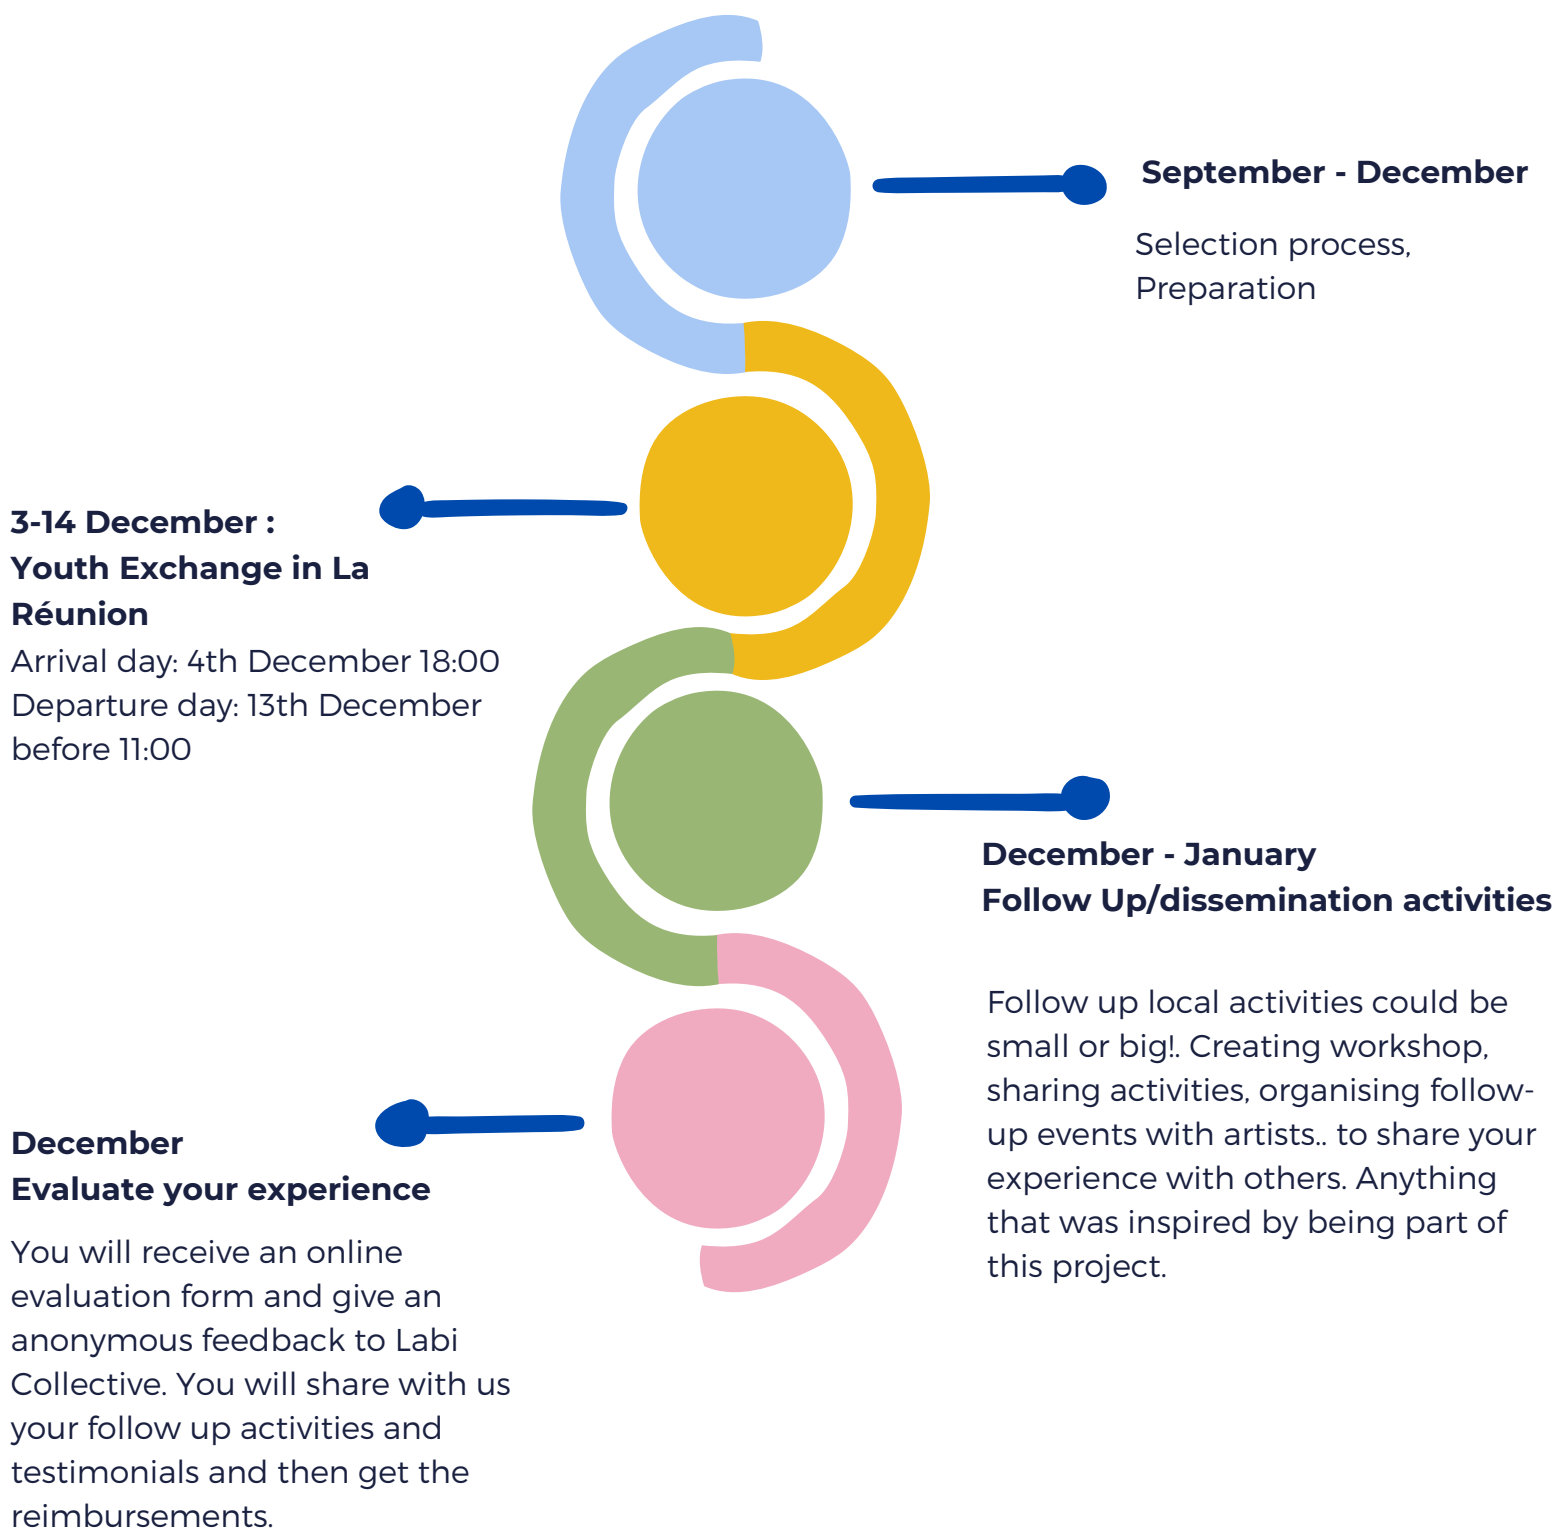 September - December
Selection process,
Preparation
3-14 December :
Youth Exchange in La
Réunion
Arrival day: 4th December 18:00
Departure day: 13th December
before 11:00
December - January
Follow Up/dissemination activities
Follow up local activities could be
small or big!. Creating workshop,
sharing activities, organising follow-
up events with artists.. to share your
experience with others. Anything
that was inspired by being part of
this project.
December
Evaluate your experience
You will receive an online
evaluation form and give an
anonymous feedback to Labi
Collective. You will share with us
your follow up activities and
testimonials and then get the
reimbursements.